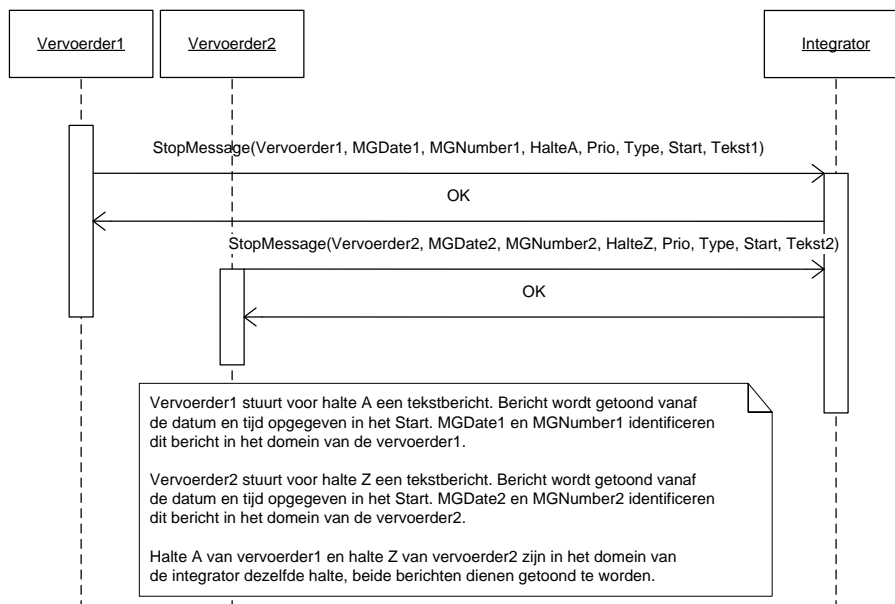 Vervoerder1
Vervoerder2
Integrator
StopMessage(Vervoerder1, MGDate1, MGNumber1, HalteA, Prio, Type, Start, Tekst1)
OK
StopMessage(Vervoerder2, MGDate2, MGNumber2, HalteZ, Prio, Type, Start, Tekst2)
OK
Vervoerder1 stuurt voor halte A een tekstbericht. Bericht wordt getoond vanaf
de datum en tijd opgegeven in het Start. MGDate1 en MGNumber1 identificeren
dit bericht in het domein van de vervoerder1.
Vervoerder2 stuurt voor halte Z een tekstbericht. Bericht wordt getoond vanaf
de datum en tijd opgegeven in het Start. MGDate2 en MGNumber2 identificeren
dit bericht in het domein van de vervoerder2.
Halte A van vervoerder1 en halte Z van vervoerder2 zijn in het domein van
de integrator dezelfde halte, beide berichten dienen getoond te worden.